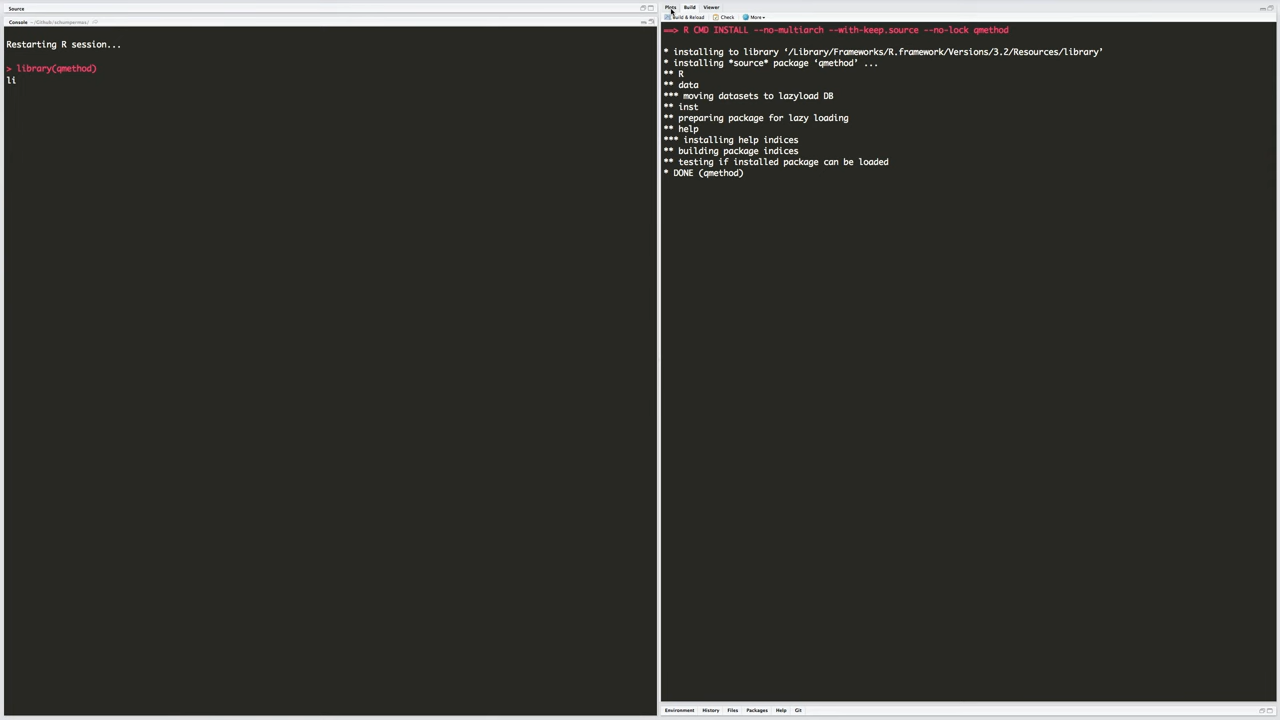 Source
Console ~/Github/schumpermas/
Restarting R session...
> library(qmethod)
li
Plots Build Viewer
Build & Reload Check More
==> R CMD INSTALL --no-multiarch --with-keep.source --no-lock qmethod
* installing to library ‘/Library/Frameworks/R.framework/Versions/3.2/Resources/library’
* installing *source* package ‘qmethod’ ...
** R
** data
*** moving datasets to lazyload DB
** inst
** preparing package for lazy loading
** help
*** installing help indices
** building package indices
** testing if installed package can be loaded
* DONE (qmethod)
Environment History Files Packages Help Git